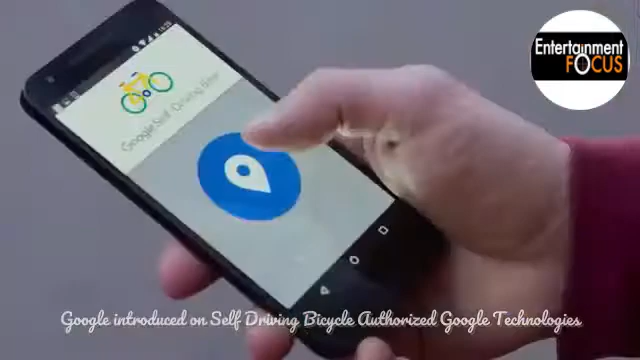 Entertainment
FOCUS
Google Self-Driving Bike
Google introduced on Self Driving Bicycle Authorized Google Technologies